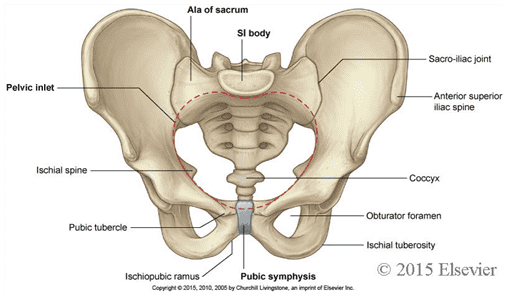 Ala of sacrum
SI body
Sacro-iliac joint
Pelvic inlet
Anterior superior
iliac spine
Ischial spine
Coccyx
Pubic tubercle
Obturator foramen
Ischial tuberosity
Ischiopubic ramus
Pubic symphysis
© 2015 Elsevier
Copyright © 2015, 2010, 2005 by Churchill Livingstone, an imprint of Elsevier Inc.